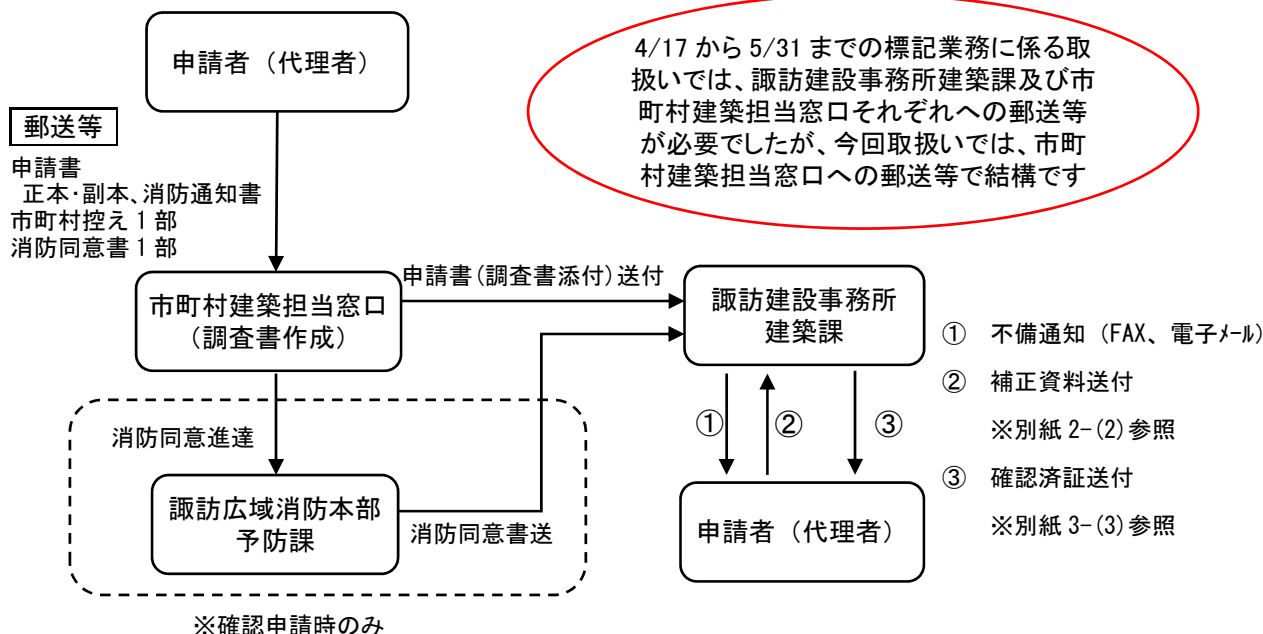 申請者（代理者）
4/17 から 5/31 までの標記業務に係る取
扱いでは、諏訪建設事務所建築課及び市
町村建築担当窓口それぞれへの郵送等
が必要でしたが、今回取扱いでは、市町
村建築担当窓口への郵送等で結構です
郵送等
申請書
正本・副本、消防通知書
市町村控え１部
消防同意書１部
市町村建築担当窓口
（調査書作成）
申請書（調査書添付）送付
諏訪建設事務所
建築課
① 不備通知（FAX、電子ﾒｰﾙ）
② 補正資料送付
※別紙 2-(2)参照
③ 確認済証送付
※別紙 3-(3)参照
① ② ③
消防同意進達
諏訪広域消防本部
予防課
消防同意書送
申請者（代理者）
※確認申請時のみ